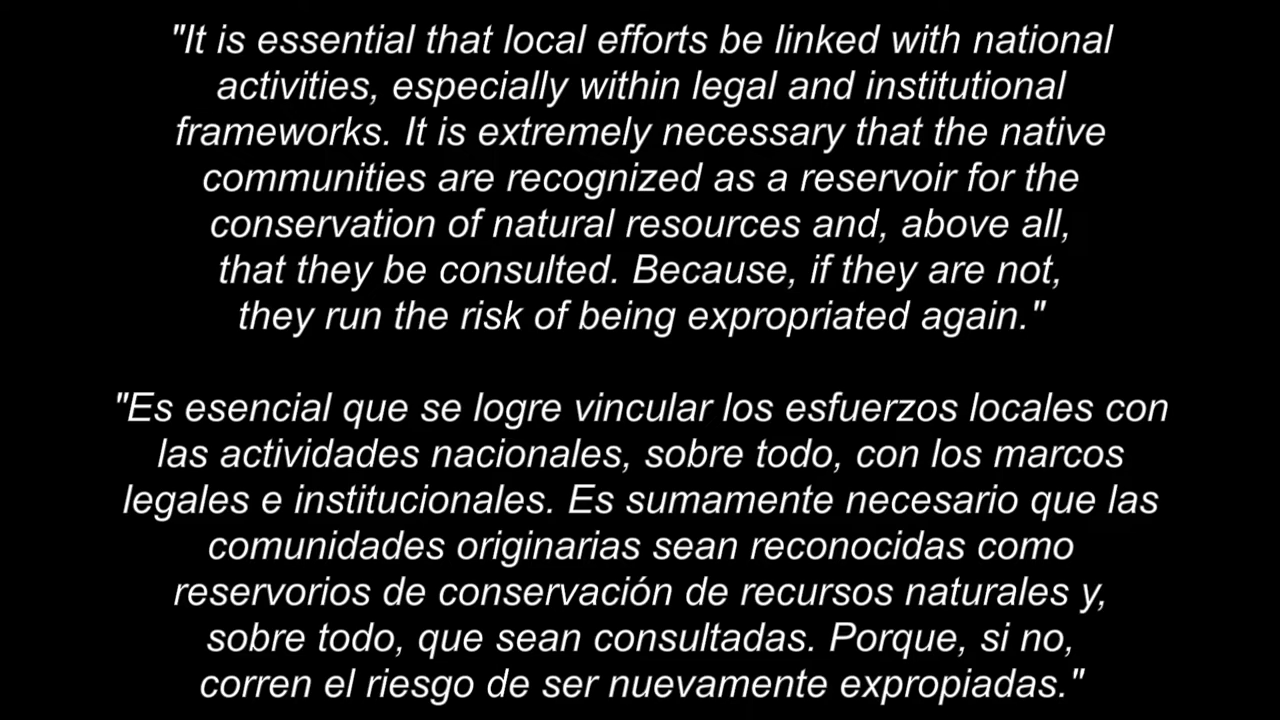 "It is essential that local efforts be linked with national
activities, especially within legal and institutional
frameworks. It is extremely necessary that the native
communities are recognized as a reservoir for the
conservation of natural resources and, above all,
that they be consulted. Because, if they are not,
they run the risk of being expropriated again."
"Es esencial que se logre vincular los esfuerzos locales con
las actividades nacionales, sobre todo, con los marcos
legales e institucionales. Es sumamente necesario que las
comunidades originarias sean reconocidas como
reservorios de conservación de recursos naturales y,
sobre todo, que sean consultadas. Porque, si no,
corren el riesgo de ser nuevamente expropiadas."